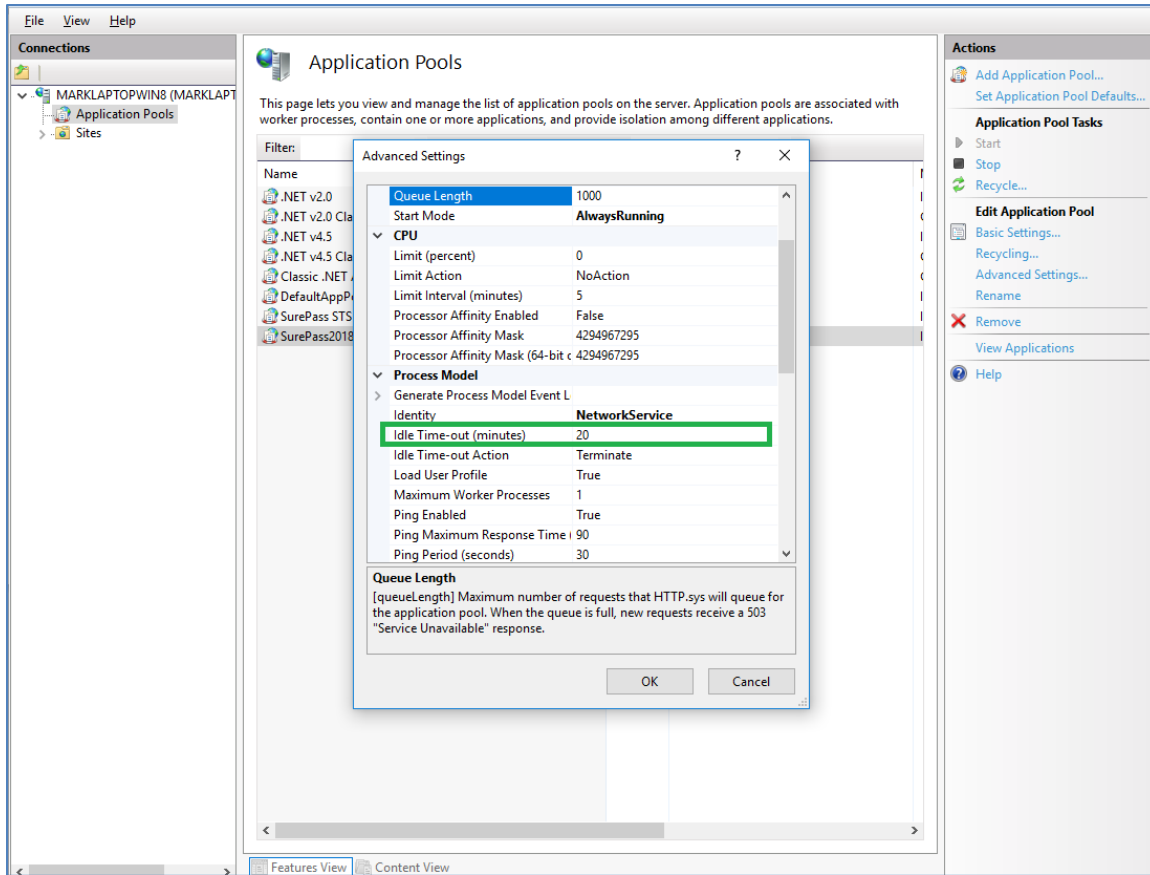 File View Help
Connections
MARKLAPTOPWIN8 (MARKLAPT
Application Pools
Sites
Application Pools
This page lets you view and manage the list of application pools on the server. Application pools are associated with
worker processes, contain one or more applications, and provide isolation among different applications.
Filter:
Name
.NET v2.0
.NET v2.0 Cla
.NET v4.5
.NET v4.5 Cla
Classic .NET
DefaultAppP
SurePass STS
SurePass2018
Advanced Settings
?
Queue Length 1000
Start Mode AlwaysRunning
CPU
Limit (percent) 0
Limit Action NoAction
Limit Interval (minutes) 5
Processor Affinity Enabled False
Processor Affinity Mask 4294967295
Processor Affinity Mask (64-bit c 4294967295
Process Model
Generate Process Model Event L
Identity NetworkService
Idle Time-out (minutes) 20
Idle Time-out Action Terminate
Load User Profile True
Maximum Worker Processes 1
Ping Enabled True
Ping Maximum Response Time ( 90
Ping Period (seconds) 30
Queue Length
[queueLength] Maximum number of requests that HTTP.sys will queue for
the application pool. When the queue is full, new requests receive a 503
"Service Unavailable" response.
OK Cancel
Features View Content View
Actions
Add Application Pool...
Set Application Pool Defaults...
Application Pool Tasks
Start
Stop
Recycle...
Edit Application Pool
Basic Settings...
Recycling...
Advanced Settings...
Rename
Remove
View Applications
Help